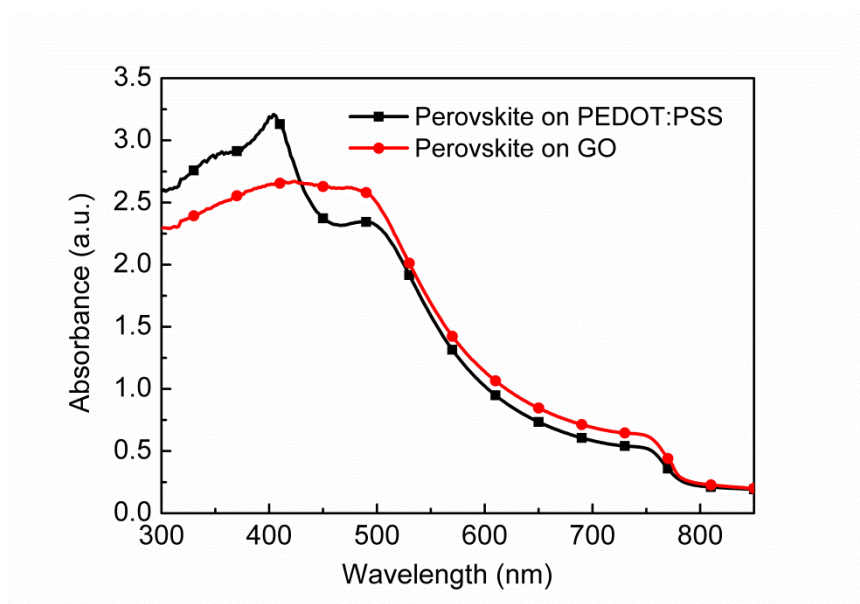 3.5
3.0
2.5
2.0
1.5
1.0
0.5
0.0
Absorbance (a.u.)
Perovskite on PEDOT:PSS
Perovskite on GO
300 400 500 600 700 800
Wavelength (nm)